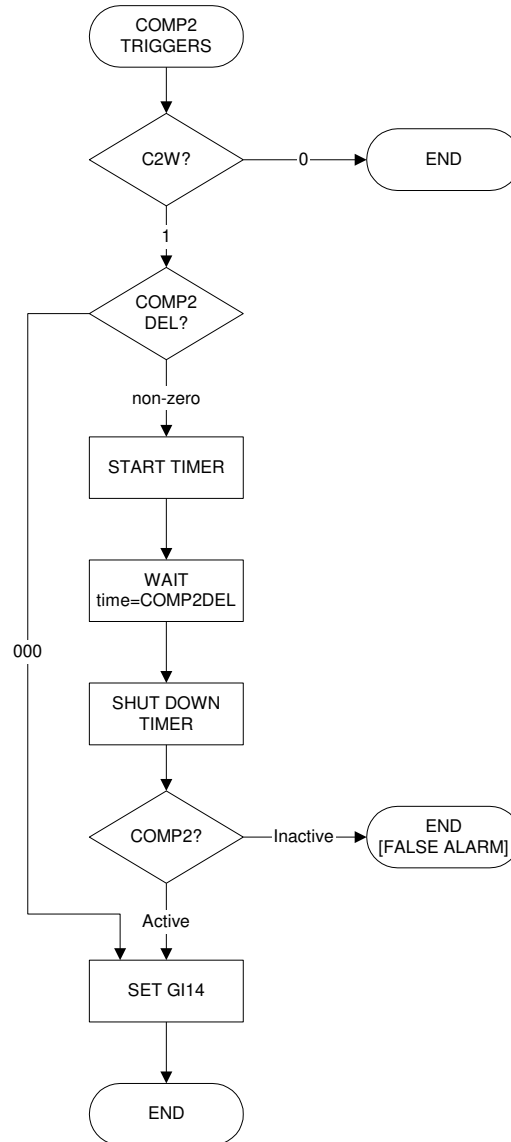 COMP2
TRIGGERS
C2W?
0
END
1
COMP2
DEL?
non-zero
START TIMER
WAIT
time=COMP2DEL
000
SHUT DOWN
TIMER
COMP2?
Inactive
END
[FALSE ALARM]
Active
SET GI14
END